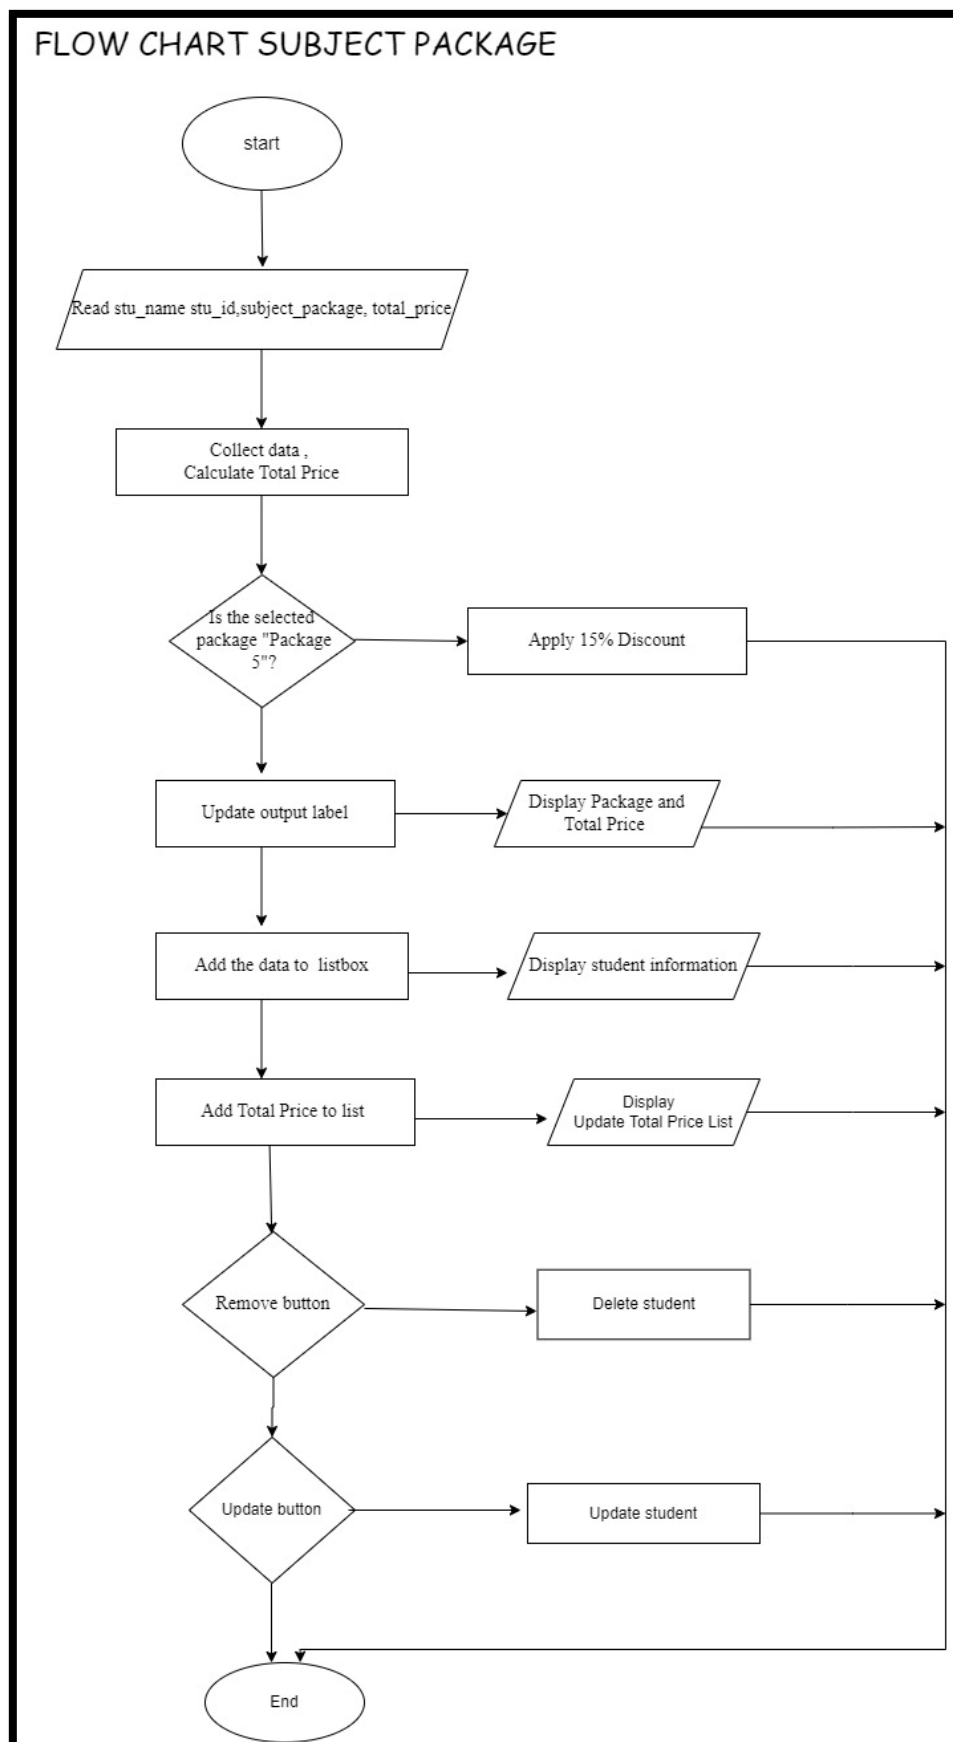 FLOW CHART SUBJECT PACKAGE
start
Read stu_name stu_id,subject_package, total_price
Collect data ,
Calculate Total Price
Is the selected
package "Package
5"?
Apply 15% Discount
Update output label
Display Package and
Total Price
Add the data to listbox
Display student information
Add Total Price to list
Display
Update Total Price List
Remove button
Delete student
Update button
Update student
End